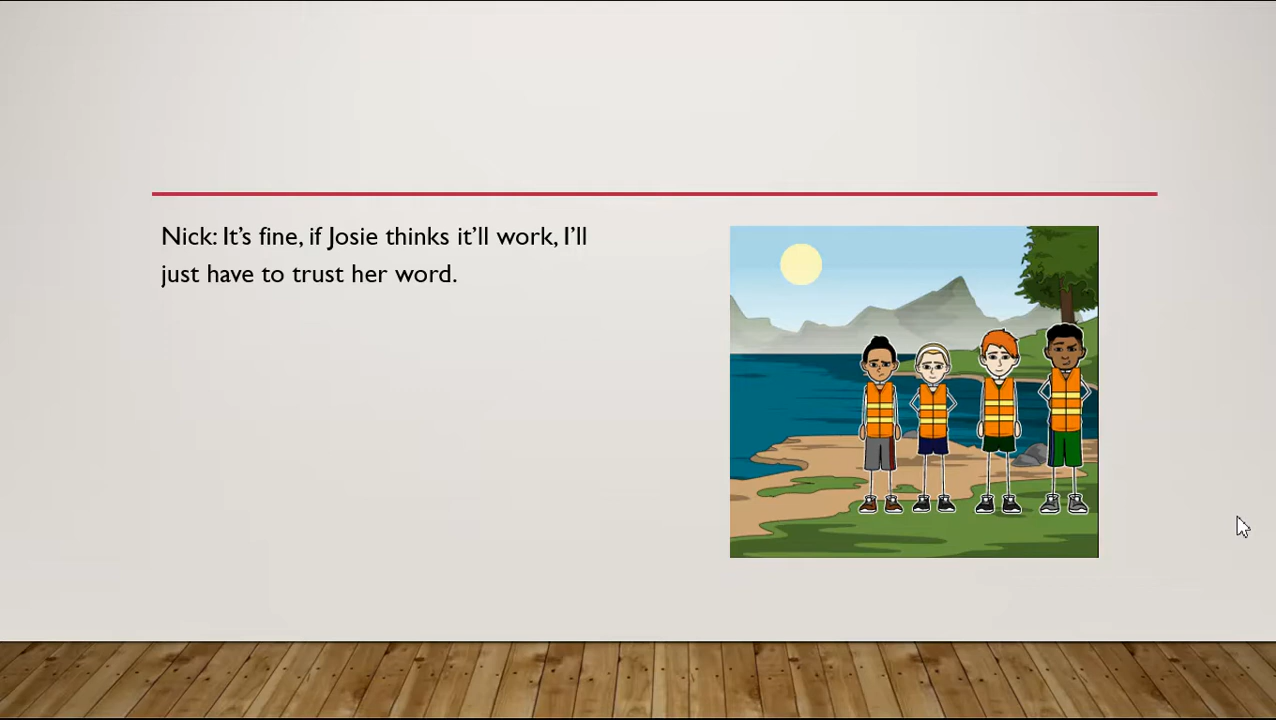 Nick: It’s fine, if Josie thinks it’ll work, I’ll
just have to trust her word.